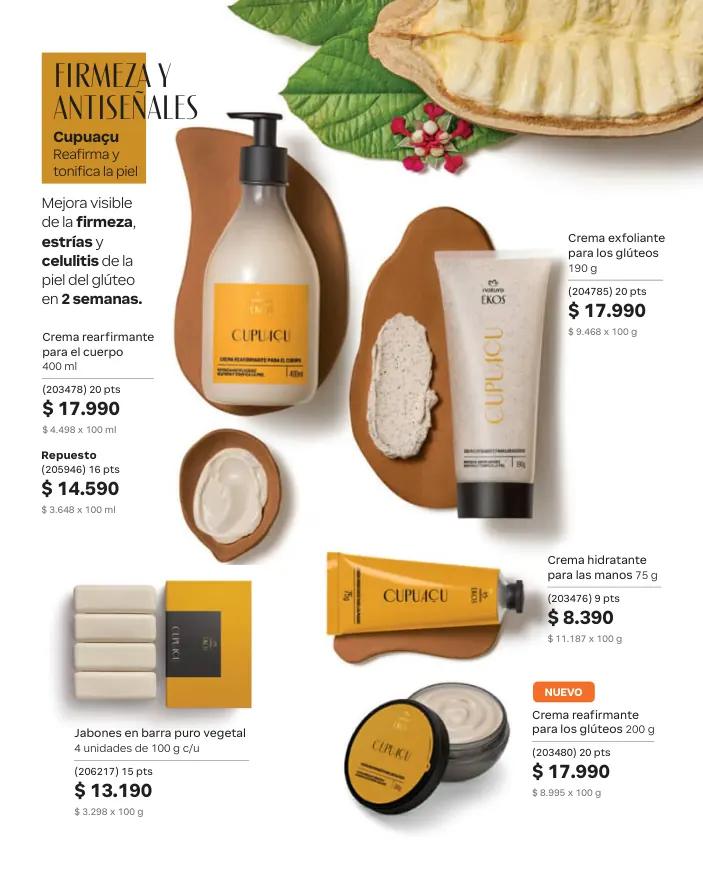 FIRMEZA Y
ANTISEÑALES
Cupuaçu
Reafirma y
tonifica la piel
Mejora visible
de la firmeza,
estrías y
celulitis de la
piel del glúteo
en 2 semanas.
Crema rearfirmante
para el cuerpo
400 ml
(203478) 20 pts
$ 17.990
$ 4.498 x 100 ml
Repuesto
(205946) 16 pts
$ 14.590
$ 3.648 x 100 ml
EKOS
CUPUAÇU
CREMA REAFIRMANTE PARA EL CUERPO
400ml
natura
EKOS
CUPUAÇU
190g
Crema exfoliante
para los glúteos
190 g
(204785) 20 pts
$ 17.990
$ 9.468 x 100 g
75g
CUPUAÇU
EKOS
Crema hidratante
para las manos 75 g
(203476) 9 pts
$ 8.390
$ 11.187 x 100 g
CUPUAÇU
EKOS
Jabones en barra puro vegetal
4 unidades de 100 g c/u
(206217) 15 pts
$ 13.190
$ 3.298 x 100 g
EKOS
CUPUAÇU
NUEVO
Crema reafirmante
para los glúteos 200 g
(203480) 20 pts
$ 17.990
$ 8.995 x 100 g